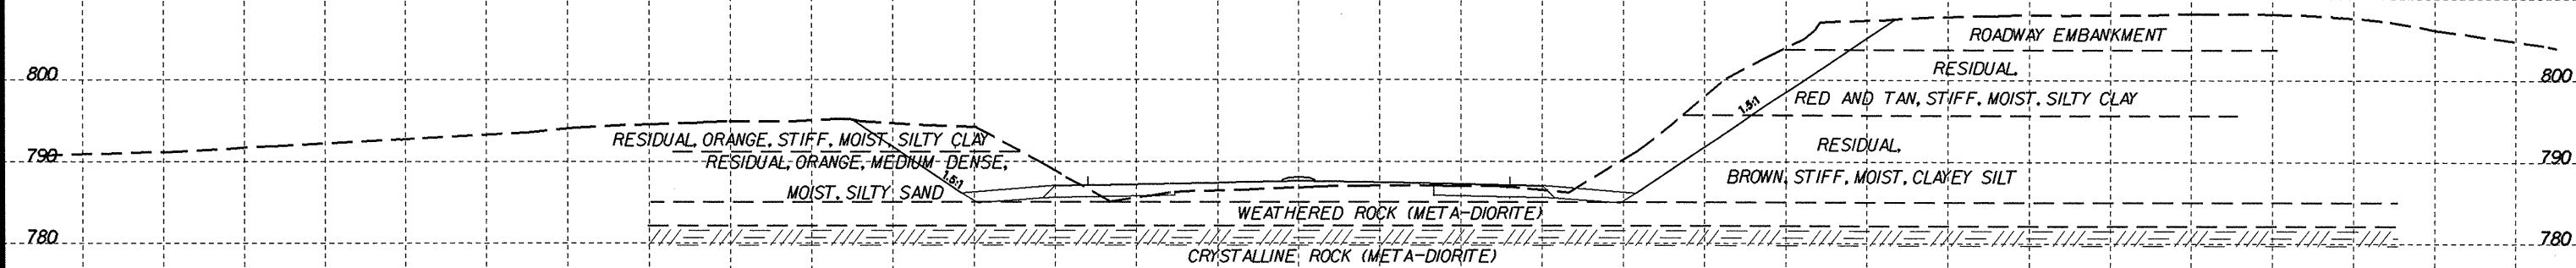 ROADWAY EMBANKMENT
800
RESIDUAL,
800
1.5:1
RED AND TAN, STIFF, MOIST, SILTY CLAY
RESIDUAL, ORANGE, STIFF, MOIST, SILTY CLAY
RESIDUAL,
790
RESIDUAL, ORANGE, MEDIUM DENSE,
790
1.5:1
BROWN, STIFF, MOIST, CLAYEY SILT
MOIST, SILTY SAND
WEATHERED ROCK (META-DIORITE)
780
780
CRYSTALLINE ROCK (META-DIORITE)